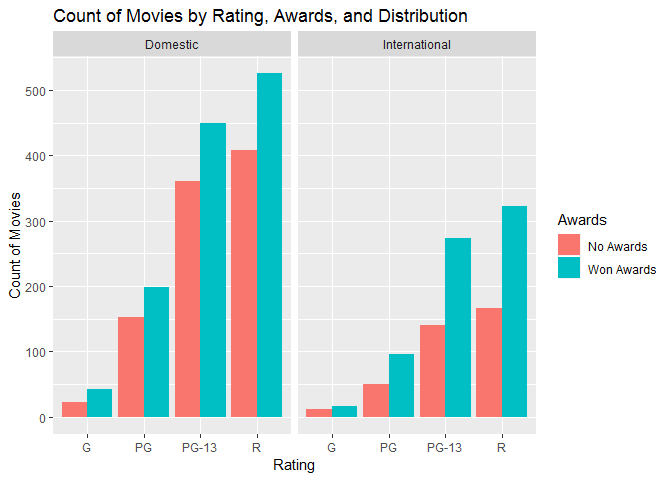 Count of Movies by Rating, Awards, and Distribution
Domestic
International
Count of Movies
500
400
300
200
100
0
G PG PG-13 R
G PG PG-13 R
Rating
Awards
No Awards
Won Awards